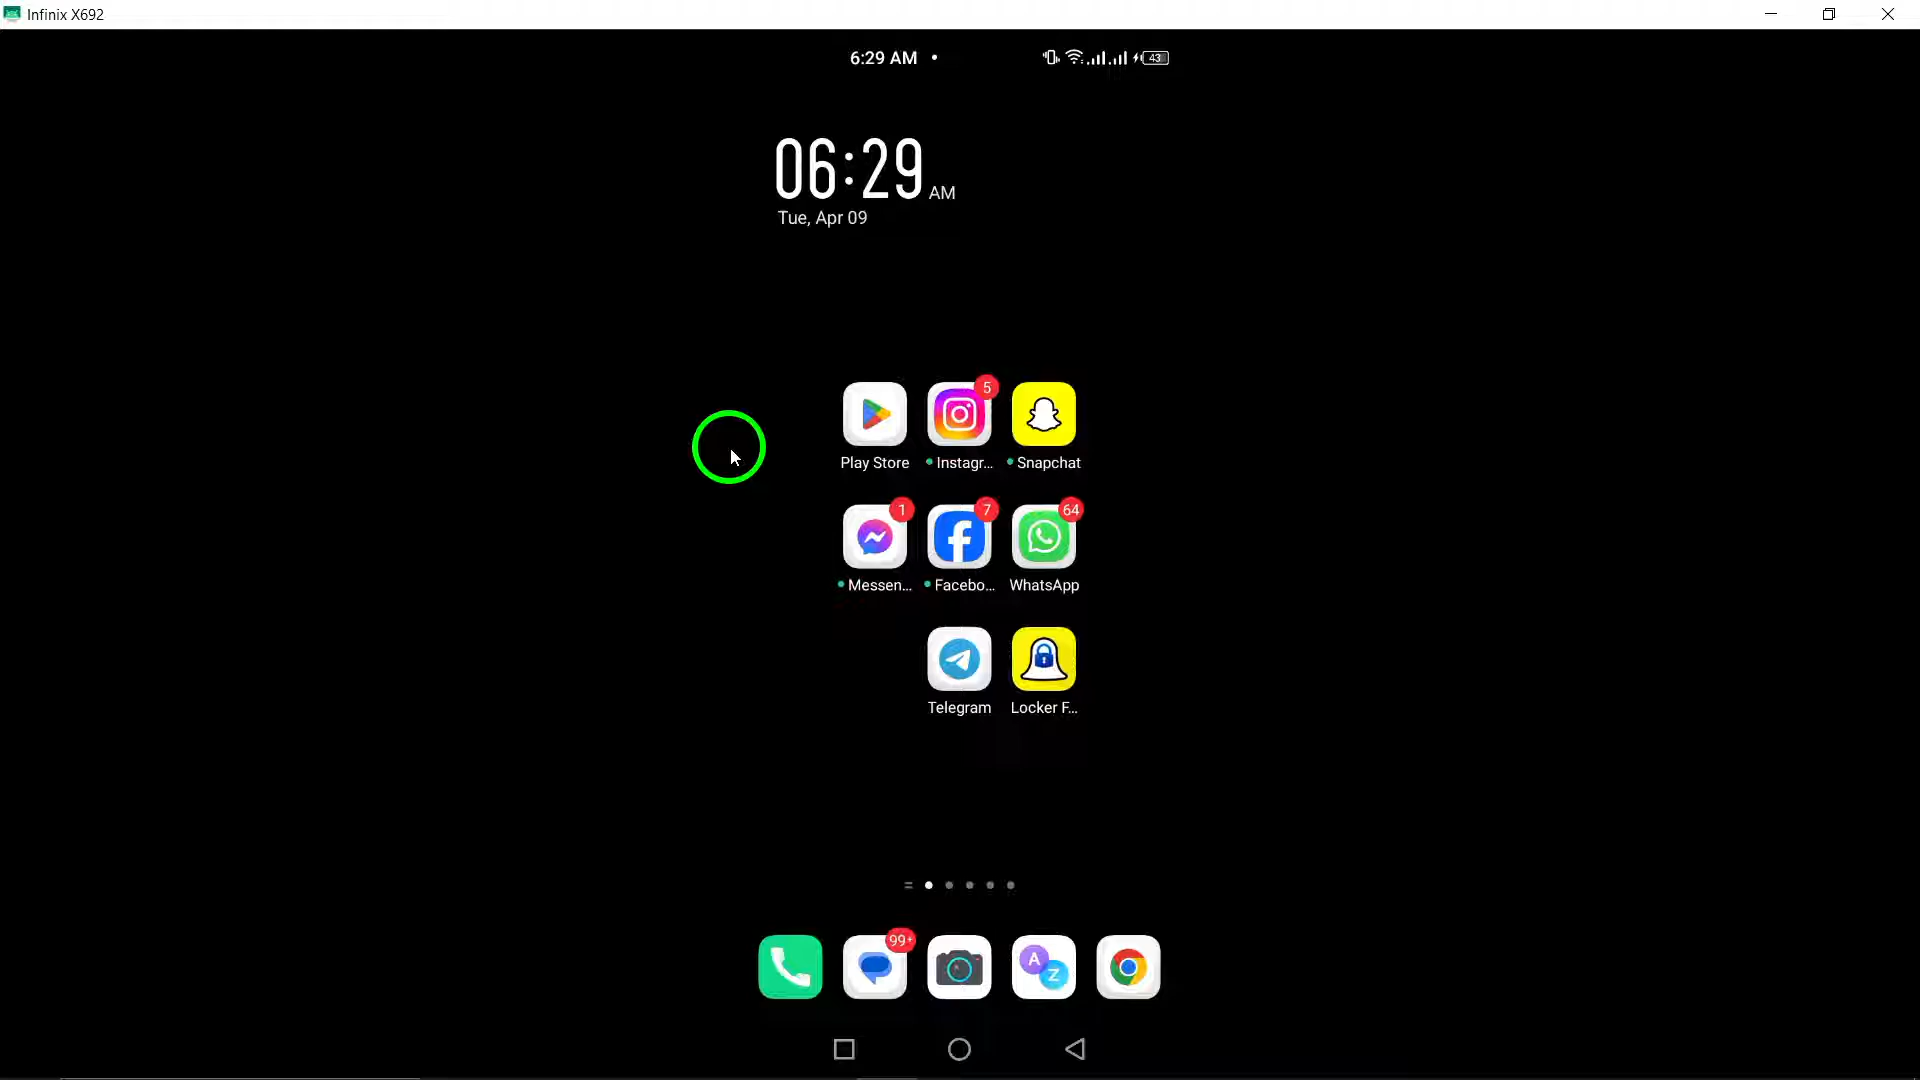 Infinix X692
6:29 AM
43
06:29 AM
Tue, Apr 09
5
Play Store
Instagr...
Snapchat
1
7
64
Messen...
Facebo...
WhatsApp
Telegram
Locker F...
99+
A
Z